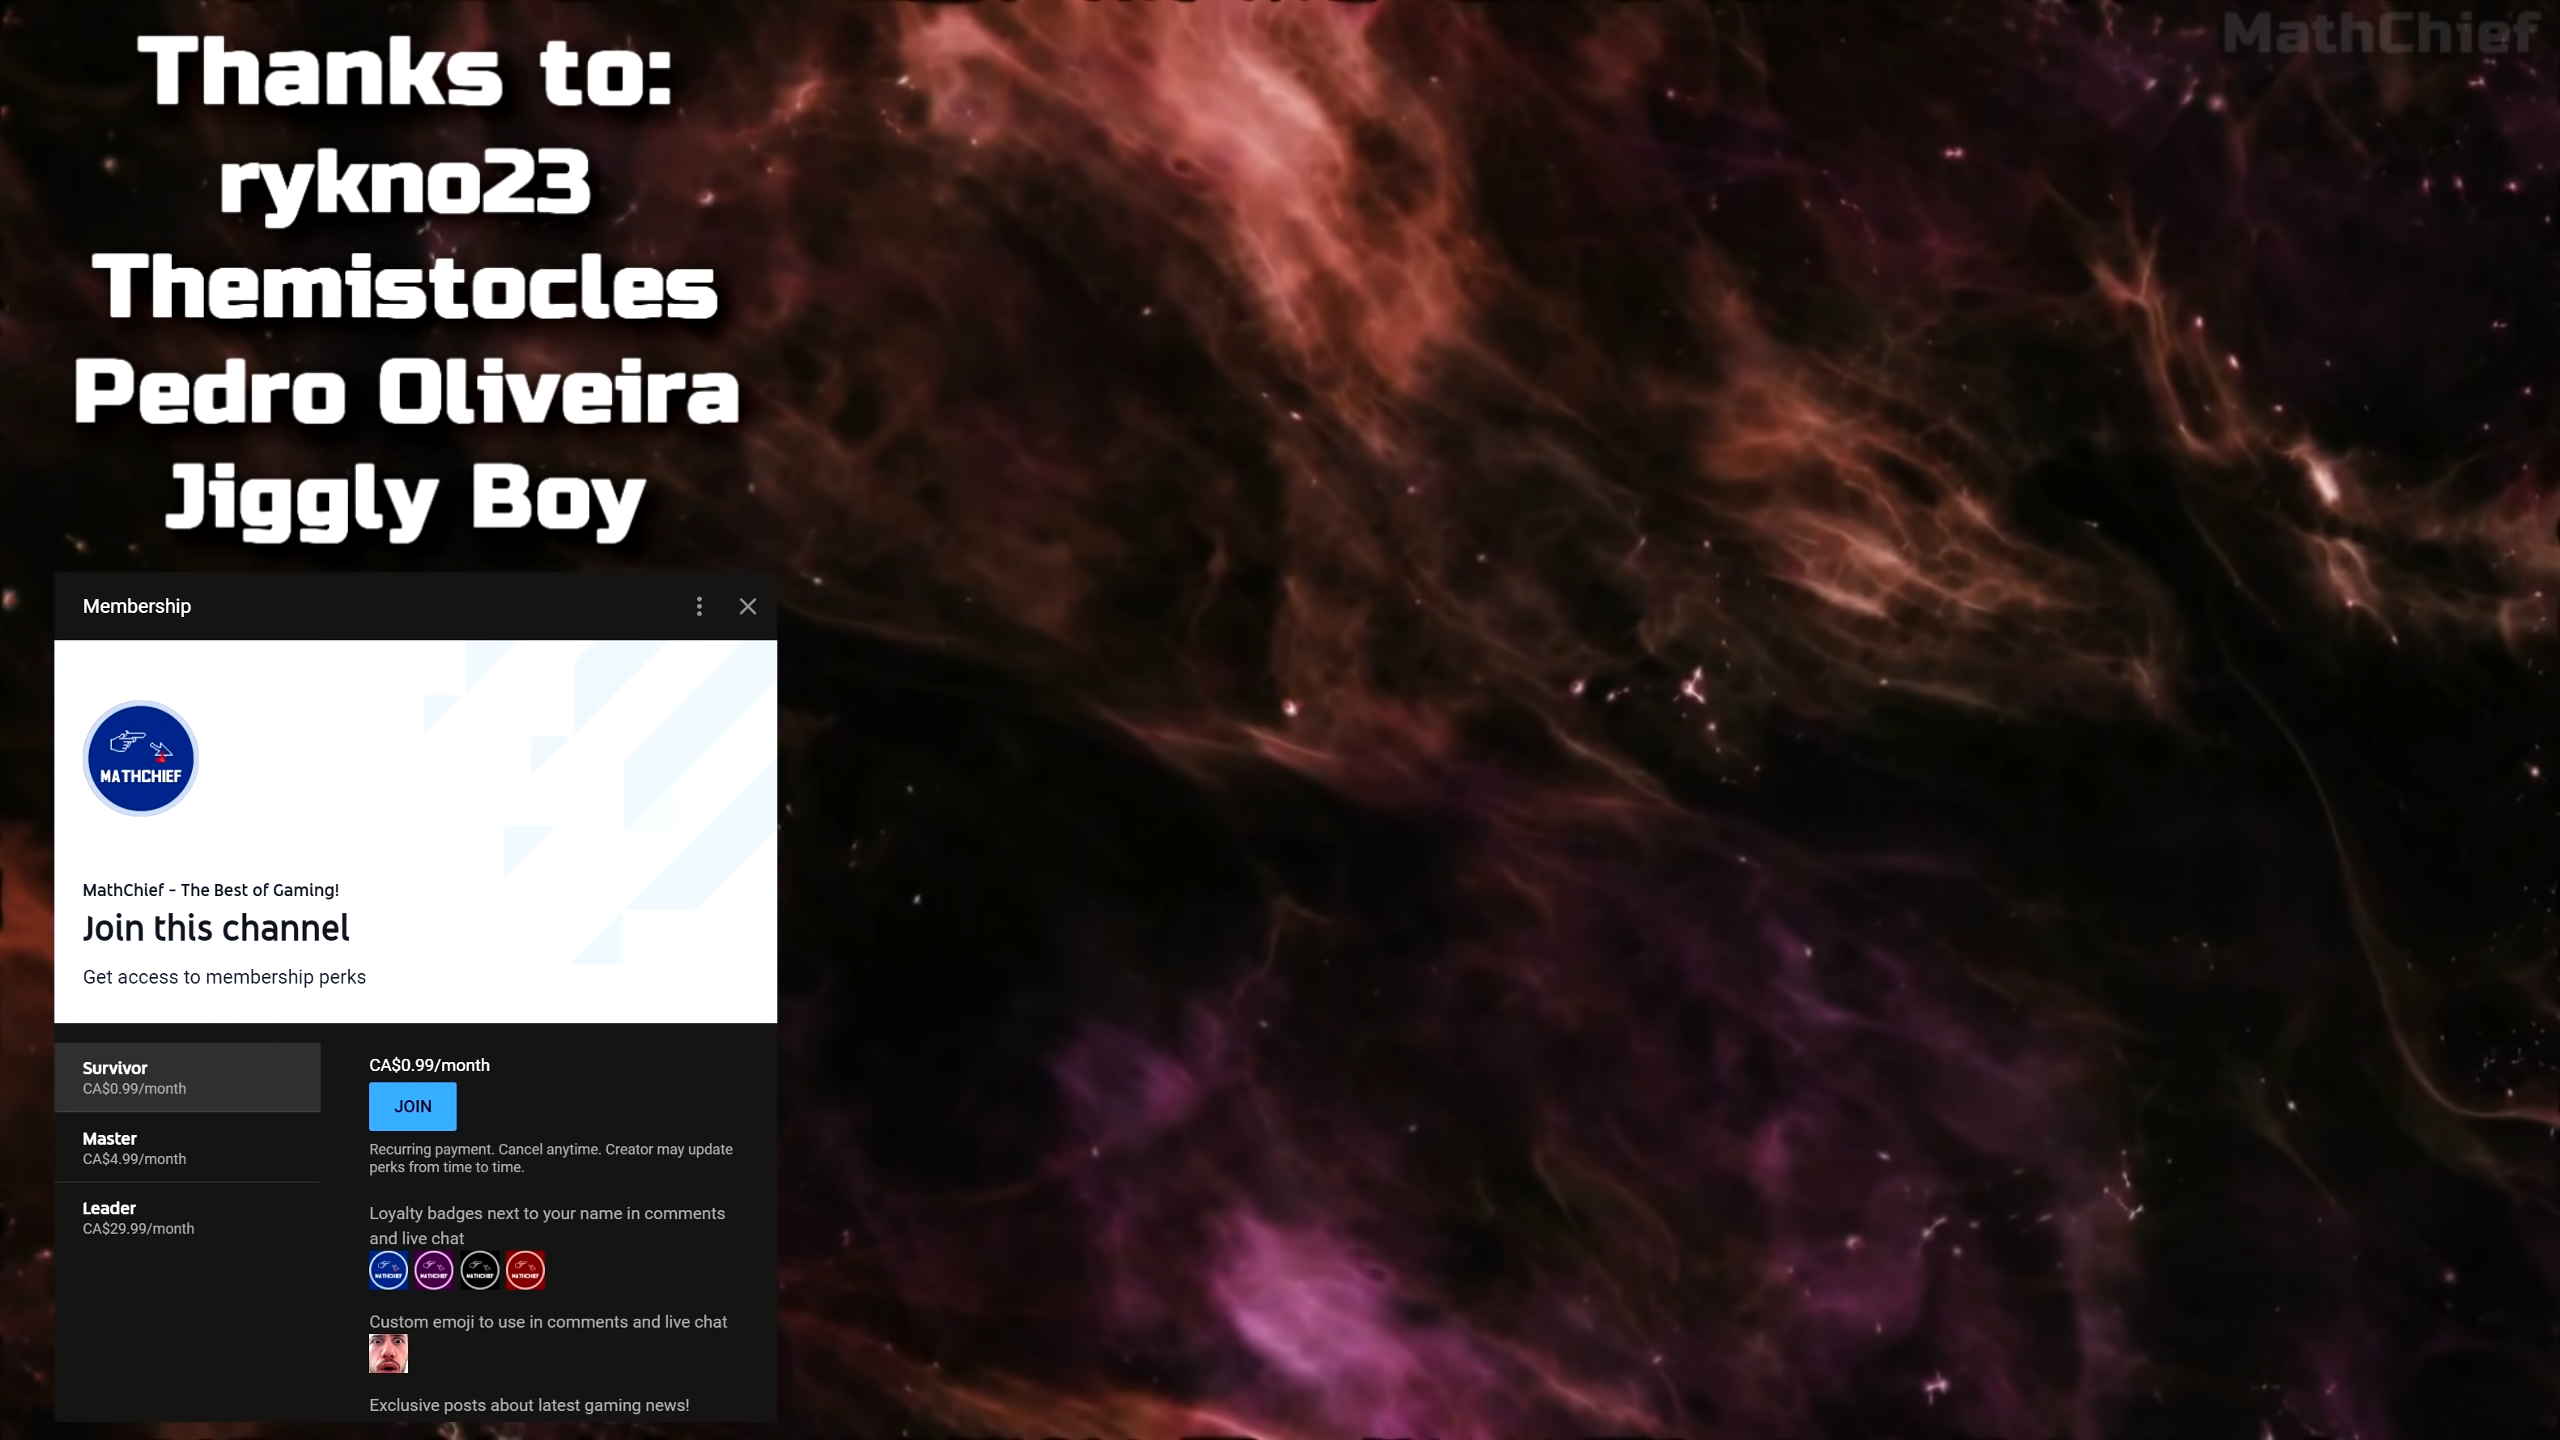 Thanks to:
rykno23
Themistocles
Pedro Oliveira
Jiggly Boy
MathChief
Membership
MATHCHIEF
MathChief - The Best of Gaming!
Join this channel
Get access to membership perks
Survivor
CA$0.99/month
Master
CA$4.99/month
Leader
CA$29.99/month
CA$0.99/month
JOIN
Recurring payment. Cancel anytime. Creator may update
perks from time to time.
Loyalty badges next to your name in comments
and live chat
MATHCHIEF MATHCHIEF MATHCHIEF MATHCHIEF
Custom emoji to use in comments and live chat
Exclusive posts about latest gaming news!